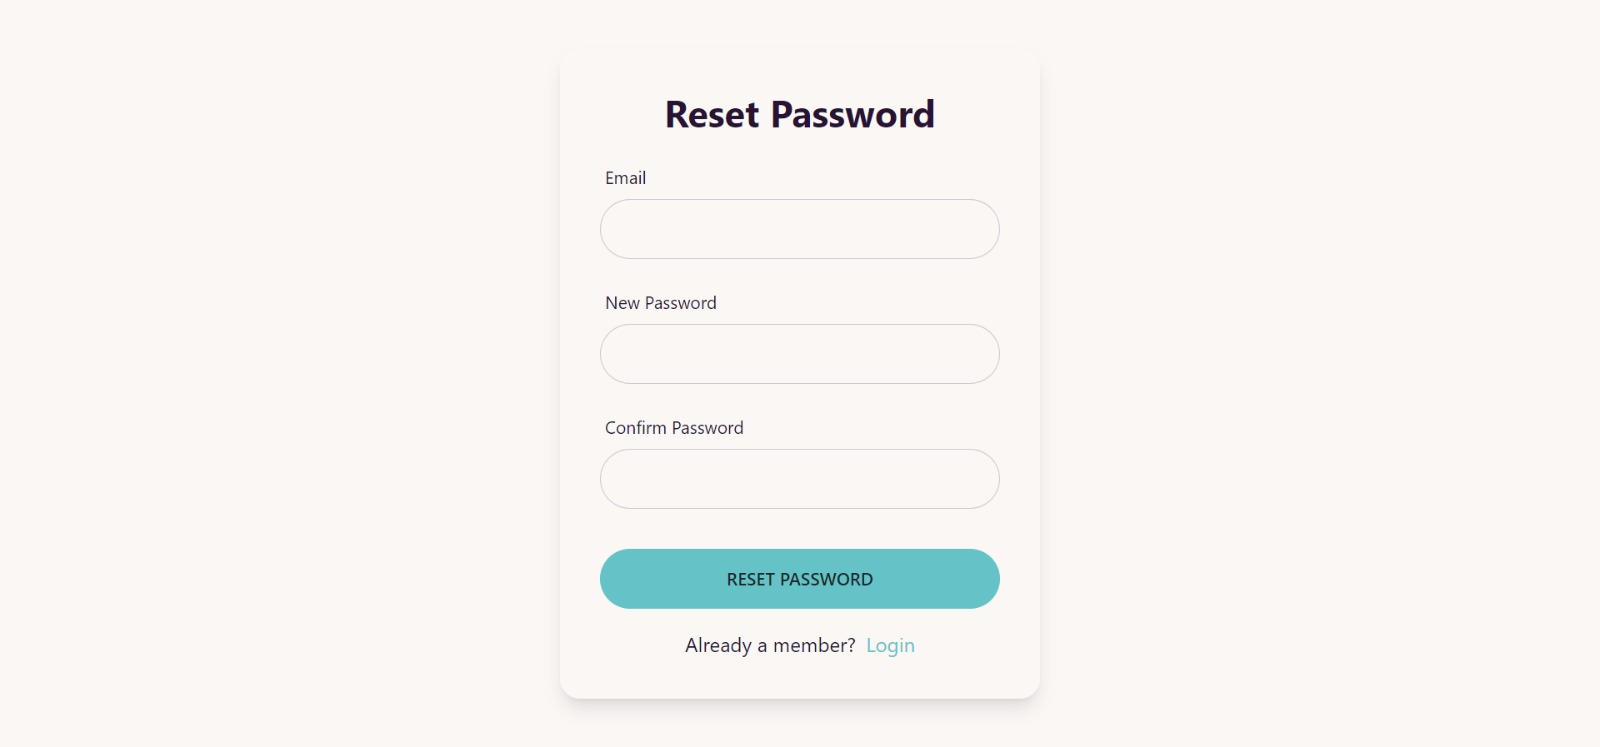 Reset Password
Email
New Password
Confirm Password
RESET PASSWORD
Already a member? Login